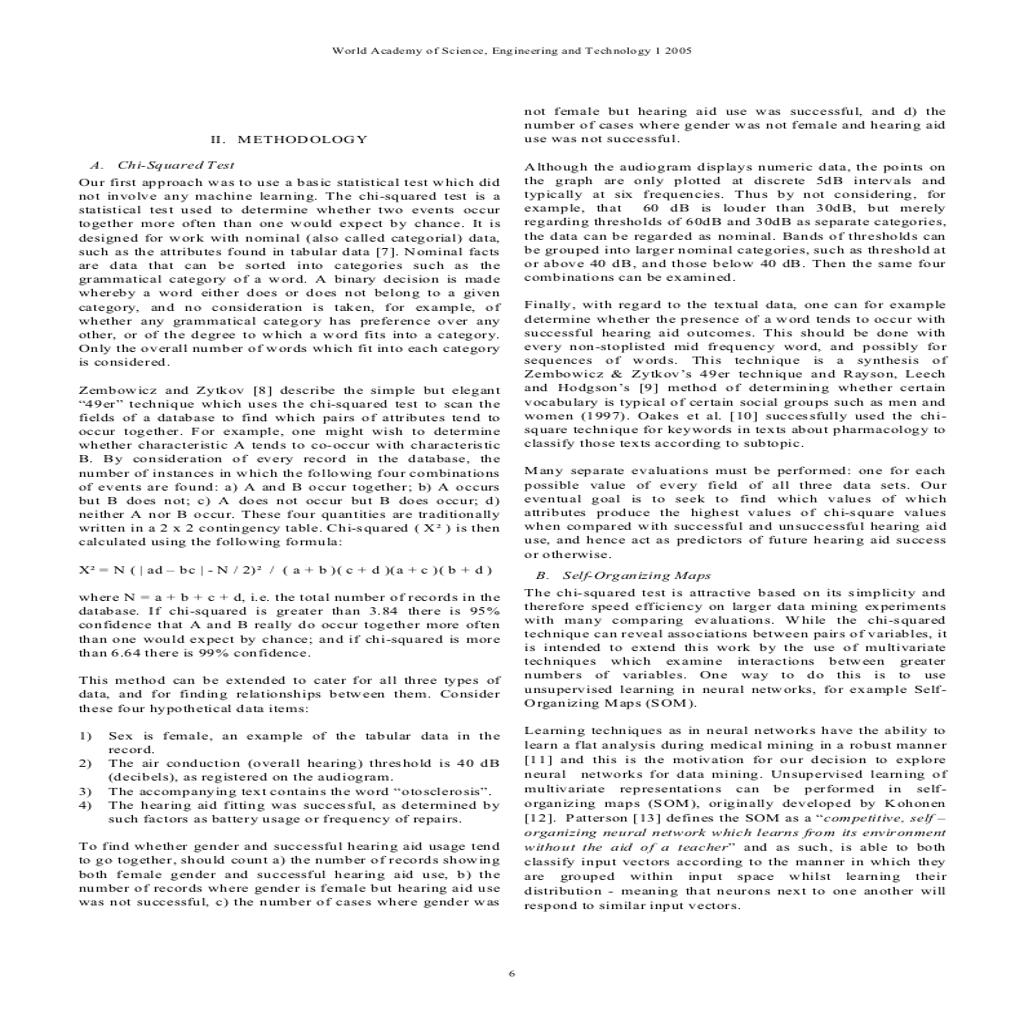 World Academy of Science, Engineering and Technology 1 2005
II. METHODOLOGY
A. Chi-Squared Test
Our first approach was to use a basic statistical test which did
not involve any machine learning. The chi-squared test is a
statistical test used to determine whether two events occur
together more often than one would expect by chance. It is
designed for work with nominal (also called categorial) data,
such as the attributes found in tabular data [7]. Nominal facts
are data that can be sorted into categories such as the
grammatical category of a word. A binary decision is made
whereby a word either does or does not belong to a given
category, and no consideration is taken, for example, of
whether any grammatical category has preference over any
other, or of the degree to which a word fits into a category.
Only the overall number of words which fit into each category
is considered.
Zembowicz and Zytkov [8] describe the simple but elegant
“49er” technique which uses the chi-squared test to scan the
fields of a database to find which pairs of attributes tend to
occur together. For example, one might wish to determine
whether characteristic A tends to co-occur with characteristic
B. By consideration of every record in the database, the
number of instances in which the following four combinations
of events are found: a) A and B occur together; b) A occurs
but B does not; c) A does not occur but B does occur; d)
neither A nor B occur. These four quantities are traditionally
written in a 2 x 2 contingency table. Chi-squared ( X² ) is then
calculated using the following formula:
X² = N ( | ad – bc | - N / 2)² / ( a + b )( c + d )(a + c )( b + d )
where N = a + b + c + d, i.e. the total number of records in the
database. If chi-squared is greater than 3.84 there is 95%
confidence that A and B really do occur together more often
than one would expect by chance; and if chi-squared is more
than 6.64 there is 99% confidence.
This method can be extended to cater for all three types of
data, and for finding relationships between them. Consider
these four hypothetical data items:
1) Sex is female, an example of the tabular data in the
record.
2) The air conduction (overall hearing) threshold is 40 dB
(decibels), as registered on the audiogram.
3) The accompanying text contains the word “otosclerosis”.
4) The hearing aid fitting was successful, as determined by
such factors as battery usage or frequency of repairs.
To find whether gender and successful hearing aid usage tend
to go together, should count a) the number of records showing
both female gender and successful hearing aid use, b) the
number of records where gender is female but hearing aid use
was not successful, c) the number of cases where gender was
not female but hearing aid use was successful, and d) the
number of cases where gender was not female and hearing aid
use was not successful.
Although the audiogram displays numeric data, the points on
the graph are only plotted at discrete 5dB intervals and
typically at six frequencies. Thus by not considering, for
example, that 60 dB is louder than 30dB, but merely
regarding thresholds of 60dB and 30dB as separate categories,
the data can be regarded as nominal. Bands of thresholds can
be grouped into larger nominal categories, such as threshold at
or above 40 dB, and those below 40 dB. Then the same four
combinations can be examined.
Finally, with regard to the textual data, one can for example
determine whether the presence of a word tends to occur with
successful hearing aid outcomes. This should be done with
every non-stoplisted mid frequency word, and possibly for
sequences of words. This technique is a synthesis of
Zembowicz & Zytkov’s 49er technique and Rayson, Leech
and Hodgson’s [9] method of determining whether certain
vocabulary is typical of certain social groups such as men and
women (1997). Oakes et al. [10] successfully used the chi-
square technique for keywords in texts about pharmacology to
classify those texts according to subtopic.
Many separate evaluations must be performed: one for each
possible value of every field of all three data sets. Our
eventual goal is to seek to find which values of which
attributes produce the highest values of chi-square values
when compared with successful and unsuccessful hearing aid
use, and hence act as predictors of future hearing aid success
or otherwise.
B. Self-Organizing Maps
The chi-squared test is attractive based on its simplicity and
therefore speed efficiency on larger data mining experiments
with many comparing evaluations. While the chi-squared
technique can reveal associations between pairs of variables, it
is intended to extend this work by the use of multivariate
techniques which examine interactions between greater
numbers of variables. One way to do this is to use
unsupervised learning in neural networks, for example Self-
Organizing Maps (SOM).
Learning techniques as in neural networks have the ability to
learn a flat analysis during medical mining in a robust manner
[11] and this is the motivation for our decision to explore
neural networks for data mining. Unsupervised learning of
multivariate representations can be performed in self-
organizing maps (SOM), originally developed by Kohonen
[12]. Patterson [13] defines the SOM as a “competitive, self –
organizing neural network which learns from its environment
without the aid of a teacher” and as such, is able to both
classify input vectors according to the manner in which they
are grouped within input space whilst learning their
distribution - meaning that neurons next to one another will
respond to similar input vectors.
6